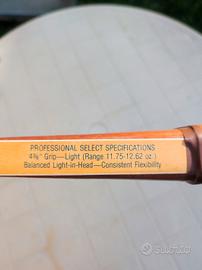 PROFESSIONAL SELECT SPECIFICATIONS
4⅜" Grip—Light (Range 11.75-12.62 oz.)
Balanced Light-in-Head—Consistent Flexibility
Subito